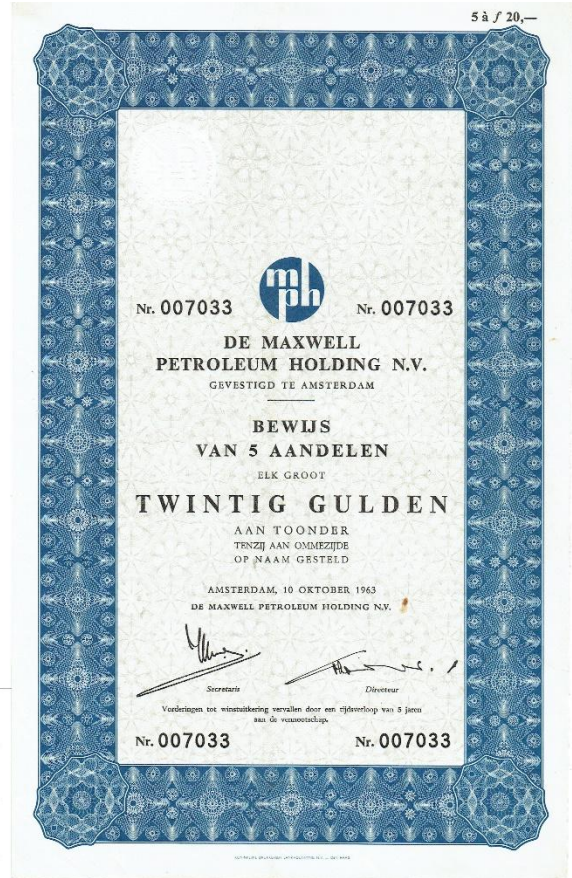 5 à ƒ 20,—
mph
Nr. 007033 Nr. 007033
DE MAXWELL
PETROLEUM HOLDING N.V.
GEVESTIGD TE AMSTERDAM
BEWIJS
VAN 5 AANDELEN
ELK GROOT
TWINTIG GULDEN
AAN TOONDER
TENZIJ AAN OMMEZIJDE
OP NAAM GESTELD
AMSTERDAM, 10 OKTOBER 1963
DE MAXWELL PETROLEUM HOLDING N.V.
Secretaris Directeur
Vorderingen tot winstuitkering vervallen door een tijdsverloop van 5 jaren
aan de vennootschap.
Nr. 007033 Nr. 007033